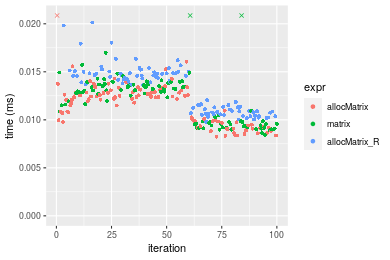 0.020
0.015
0.010
0.005
0.000
time (ms)
0
25
50
75
100
iteration
expr
allocMatrix
matrix
allocMatrix_R